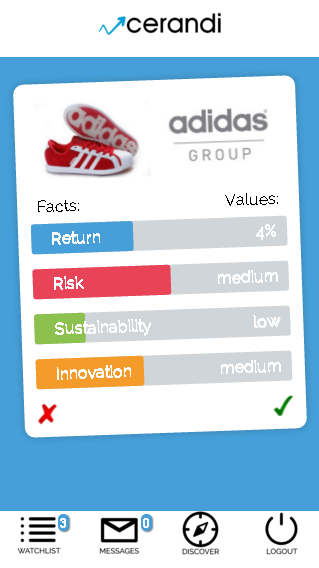 cerandi
adidas
adidas®
GROUP
Facts: Values:
Return 4%
Risk medium
Sustainability low
Innovation medium
3 0
WATCHLIST MESSAGES DISCOVER LOGOUT